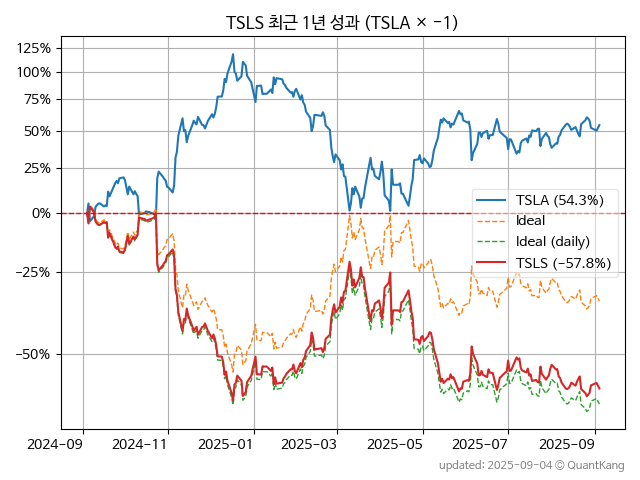 TSLS 최근 1년 성과 (TSLA × −1)
125%
100%
75%
50%
25%
0%
−25%
−50%
TSLA (54.3%)
Ideal
Ideal (daily)
TSLS (−57.8%)
2024-09
2024-11
2025-01
2025-03
2025-05
2025-07
2025-09
updated: 2025-09-04 © QuantKang